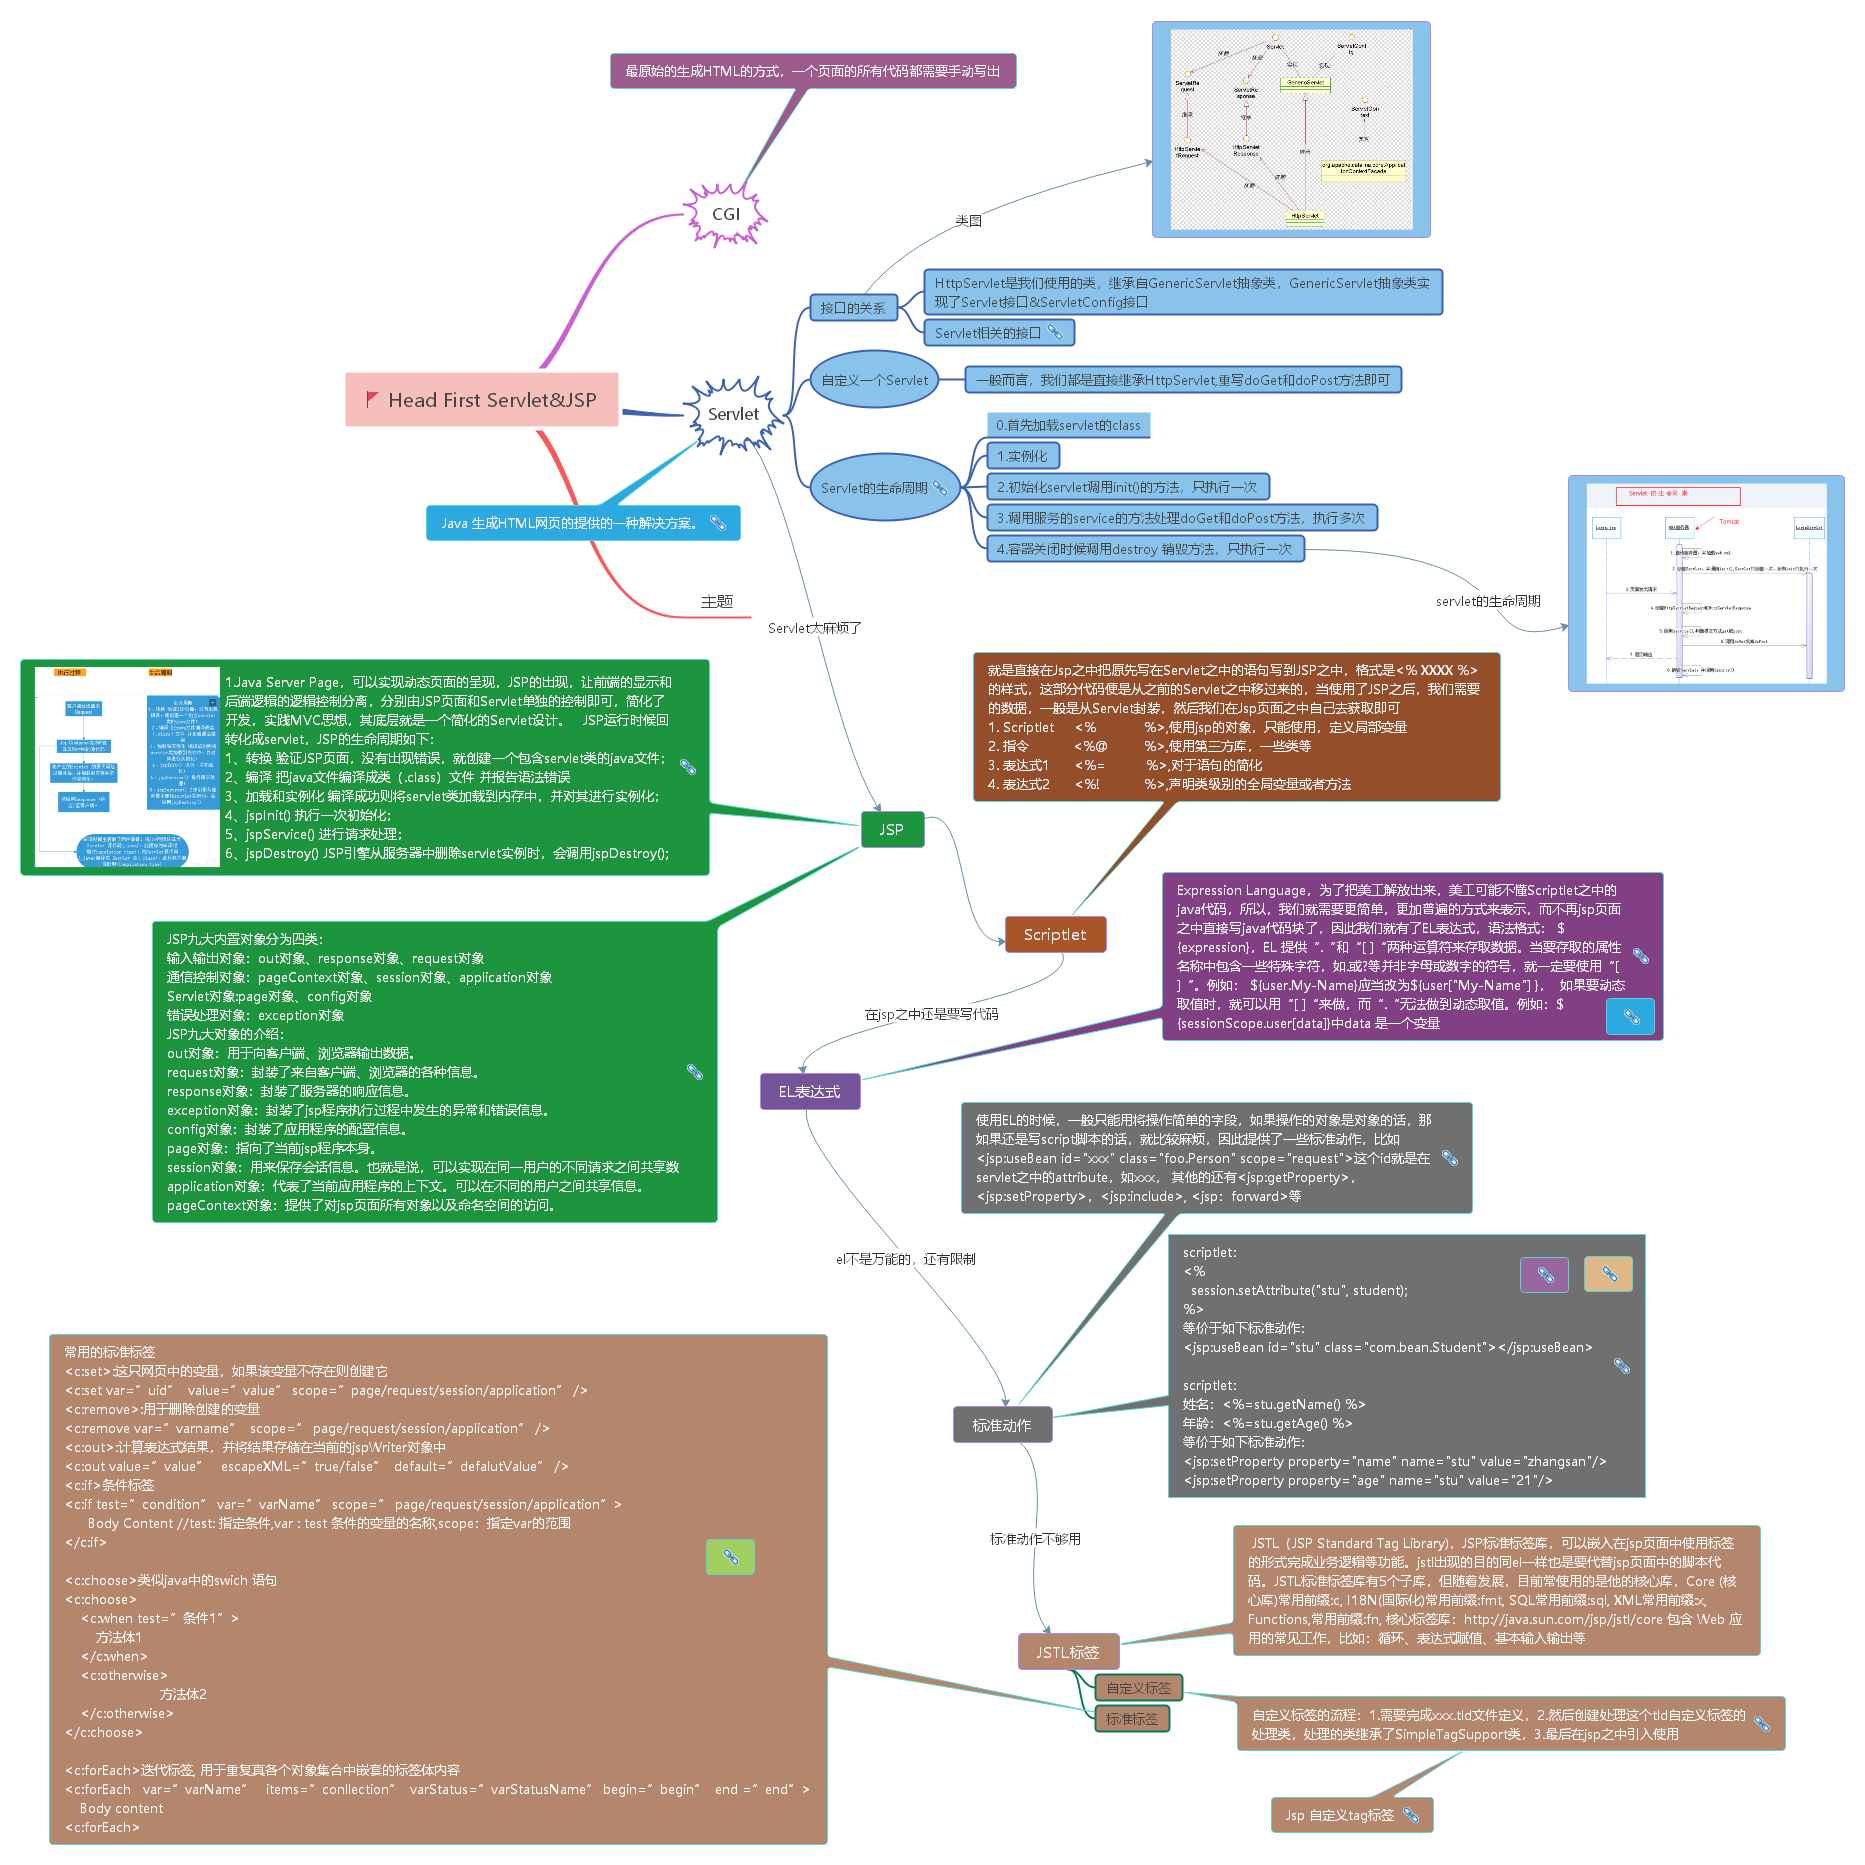 最原始的生成HTML的方式，一个页面的所有代码都需要手动写出
CGI
类图
Servlet
ServletConfig
ServletRequest
ServletResponse
GenericServlet
ServletContext
HttpServletRequest
HttpServletResponse
org.apache.catalina.core.ApplicationContextFacade
HttpServlet
Head First Servlet&JSP
Servlet
接口的关系
HttpServlet是我们使用的类，继承自GenericServlet抽象类，GenericServlet抽象类实
现了Servlet接口&ServletConfig接口
Servlet相关的接口
自定义一个Servlet
一般而言，我们都是直接继承HttpServlet,重写doGet和doPost方法即可
Servlet的生命周期
0.首先加载servlet的class
1.实例化
2.初始化servlet调用init()的方法，只执行一次
3.调用服务的service的方法处理doGet和doPost方法，执行多次
4.容器关闭时候调用destroy 销毁方法，只执行一次
servlet的生命周期
Servlet 的 生 命 周 期
Tomcat
Java 生成HTML网页的提供的一种解决方案。
主题
Servlet太麻烦了
执行过程
生命周期
1.Java Server Page，可以实现动态页面的呈现，JSP的出现，让前端的显示和
后端逻辑的逻辑控制分离，分别由JSP页面和Servlet单独的控制即可，简化了
开发，实践MVC思想，其底层就是一个简化的Servlet设计。 JSP运行时候回
转化成servlet，JSP的生命周期如下：
1、转换 验证JSP页面，没有出现错误，就创建一个包含servlet类的java文件；
2、编译 把java文件编译成类（.class）文件 并报告语法错误
3、加载和实例化 编译成功则将servlet类加载到内存中，并对其进行实例化；
4、jspInit() 执行一次初始化；
5、jspService() 进行请求处理；
6、jspDestroy() JSP引擎从服务器中删除servlet实例时，会调用jspDestroy();
JSP
JSP九大内置对象分为四类：
输入输出对象：out对象、response对象、request对象
通信控制对象：pageContext对象、session对象、application对象
Servlet对象:page对象、config对象
错误处理对象：exception对象
JSP九大对象的介绍：
out对象：用于向客户端、浏览器输出数据。
request对象：封装了来自客户端、浏览器的各种信息。
response对象：封装了服务器的响应信息。
exception对象：封装了jsp程序执行过程中发生的异常和错误信息。
config对象：封装了应用程序的配置信息。
page对象：指向了当前jsp程序本身。
session对象：用来保存会话信息。也就是说，可以实现在同一用户的不同请求之间共享数
application对象：代表了当前应用程序的上下文。可以在不同的用户之间共享信息。
pageContext对象：提供了对jsp页面所有对象以及命名空间的访问。
就是直接在Jsp之中把原先写在Servlet之中的语句写到JSP之中，格式是<% XXXX %>
的样式，这部分代码便是从之前的Servlet之中移过来的，当使用了JSP之后，我们需要
的数据，一般是从Servlet封装，然后我们在Jsp页面之中自己去获取即可
1. Scriptlet <% %>,使用jsp的对象，只能使用，定义局部变量
2. 指令 <%@ %>,使用第三方库，一些类等
3. 表达式1 <%= %>,对于语句的简化
4. 表达式2 <%! %>,声明类级别的全局变量或者方法
Scriptlet
在jsp之中还是要写代码
Expression Language，为了把美工解放出来，美工可能不懂Scriptlet之中的
java代码，所以，我们就需要更简单，更加普遍的方式来表示，而不再jsp页面
之中直接写java代码块了，因此我们就有了EL表达式，语法格式： $
{expression}，EL 提供“．“和“[ ]“两种运算符来存取数据。当要存取的属性
名称中包含一些特殊字符，如.或?等并非字母或数字的符号，就一定要使用“[
]“。例如： ${user.My-Name}应当改为${user["My-Name"] }， 如果要动态
取值时，就可以用“[ ]“来做，而“．“无法做到动态取值。例如：$
{sessionScope.user[data]}中data 是一个变量
EL表达式
el不是万能的，还有限制
使用EL的时候，一般只能用将操作简单的字段，如果操作的对象是对象的话，那
如果还是写script脚本的话，就比较麻烦，因此提供了一些标准动作，比如
<jsp:useBean id="xxx" class="foo.Person" scope="request">这个id就是在
servlet之中的attribute，如xxx， 其他的还有<jsp:getProperty>，
<jsp:setProperty>，<jsp:include>, <jsp：forward>等
scriptlet:
<%
session.setAttribute("stu", student);
%>
等价于如下标准动作：
<jsp:useBean id="stu" class="com.bean.Student"></jsp:useBean>
scriptlet:
姓名：<%=stu.getName() %>
年龄：<%=stu.getAge() %>
等价于如下标准动作：
<jsp:setProperty property="name" name="stu" value="zhangsan"/>
<jsp:setProperty property="age" name="stu" value="21"/>
标准动作
标准动作不够用
常用的标准标签
<c:set>:这只网页中的变量，如果该变量不存在则创建它
<c:set var=”uid” value=”value” scope=”page/request/session/application” />
<c:remove>:用于删除创建的变量
<c:remove var=”varname” scope=” page/request/session/application” />
<c:out>:计算表达式结果，并将结果存储在当前的jspWriter对象中
<c:out value=”value” escapeXML=”true/false” default=”defalutValue” />
<c:if>条件标签
<c:if test=”condition” var=”varName” scope=” page/request/session/application”>
Body Content //test: 指定条件,var : test 条件的变量的名称,scope：指定var的范围
</c:if>
<c:choose>类似java中的swich 语句
<c:choose>
<c:when test=”条件1”>
方法体1
</c:when>
<c:otherwise>
方法体2
</c:otherwise>
</c:choose>
<c:forEach>迭代标签, 用于重复真各个对象集合中嵌套的标签体内容
<c:forEach var=”varName” items=”conllection” varStatus=”varStatusName” begin=”begin” end =”end”>
Body content
<c:forEach>
JSTL（JSP Standard Tag Library)，JSP标准标签库，可以嵌入在jsp页面中使用标签
的形式完成业务逻辑等功能。jstl出现的目的同el一样也是要代替jsp页面中的脚本代
码。JSTL标准标签库有5个子库，但随着发展，目前常使用的是他的核心库，Core (核
心库)常用前缀:c, I18N(国际化)常用前缀:fmt, SQL常用前缀:sql, XML常用前缀:x,
Functions,常用前缀:fn, 核心标签库：http://java.sun.com/jsp/jstl/core 包含 Web 应
用的常见工作，比如：循环、表达式赋值、基本输入输出等
JSTL标签
自定义标签
标准标签
自定义标签的流程：1.需要完成xxx.tld文件定义，2.然后创建处理这个tld自定义标签的
处理类，处理的类继承了SimpleTagSupport类，3.最后在jsp之中引入使用
Jsp 自定义tag标签